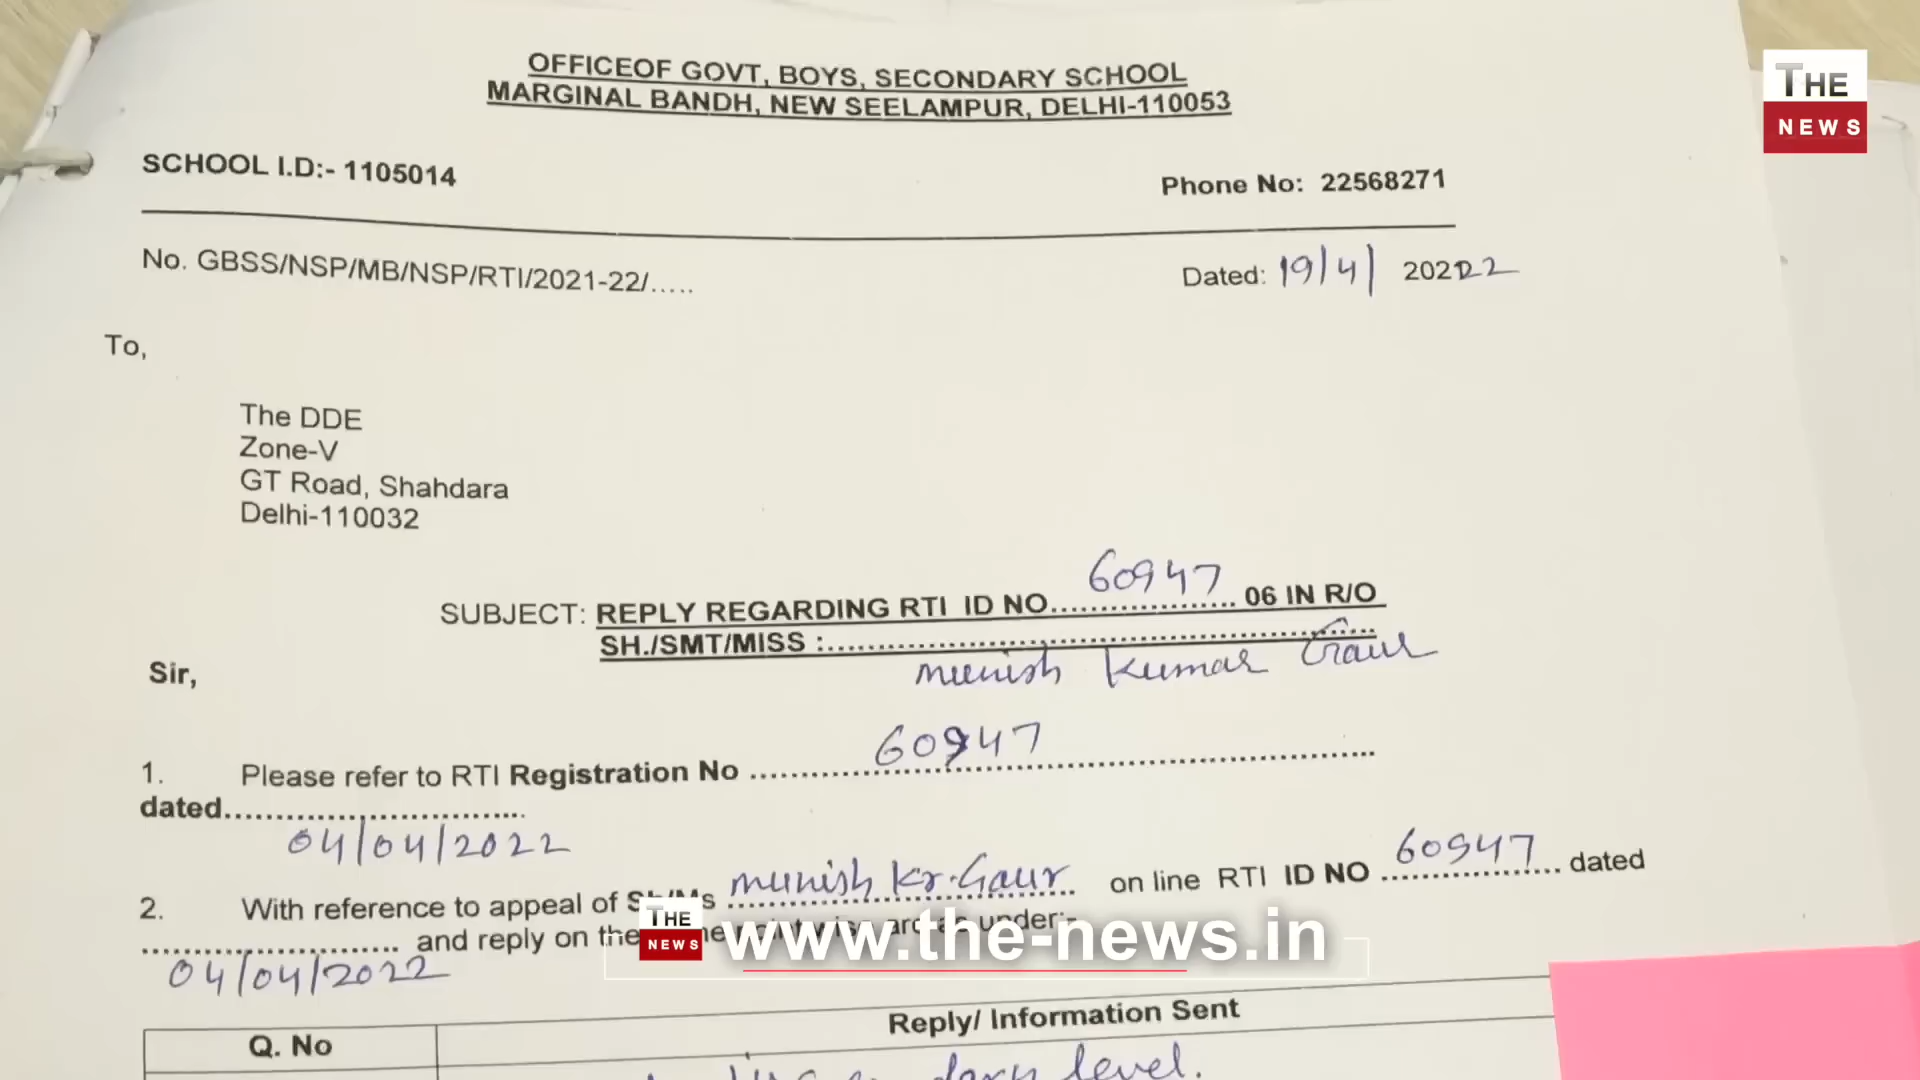 OFFICEOF GOVT, BOYS, SECONDARY SCHOOL
MARGINAL BANDH, NEW SEELAMPUR, DELHI-110053
THE
NEWS
SCHOOL I.D:- 1105014
Phone No: 22568271
No. GBSS/NSP/MB/NSP/RTI/2021-22/.....
Dated: 19/4/ 2022
To,
The DDE
Zone-V
GT Road, Shahdara
Delhi-110032
SUBJECT: REPLY REGARDING RTI ID NO.... 60947 .... 06 IN R/O
SH./SMT/MISS :....
Munish Kumar Gaur
Sir,
1. Please refer to RTI Registration No .... 60947 ....
dated....
04/04/2022
2. With reference to appeal of Sh/Ms Munish Kr. Gaur on line RTI ID NO 60947 dated
.... and reply on the are as under:-
04/04/2022
THE
NEWS
www.the-news.in
Q. No
Reply/ Information Sent
level.